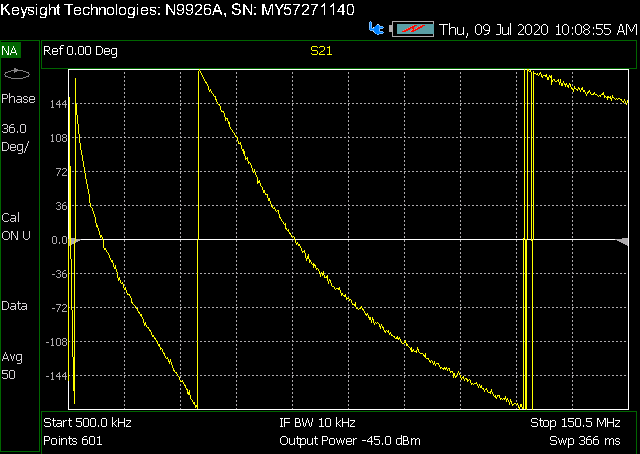 Keysight Technologies: N9926A, SN: MY57271140
Thu, 09 Jul 2020 10:08:55 AM
NA Ref 0.00 Deg S21
Phase
36.0
Deg/
Cal
ON U
Data
Avg
50
144
108
72
36
0.0
-36
-72
-108
-144
Start 500.0 kHz IF BW 10 kHz Stop 150.5 MHz
Points 601 Output Power -45.0 dBm Swp 366 ms